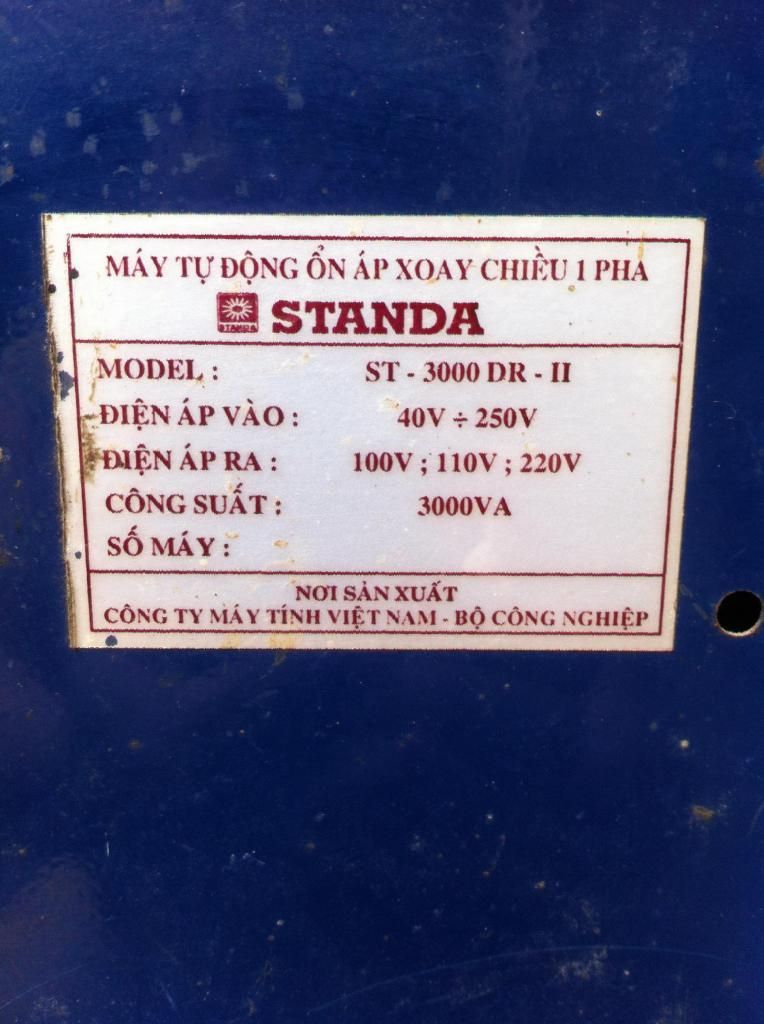 MÁY TỰ ĐỘNG ỔN ÁP XOAY CHIỀU 1 PHA
STANDA STANDA
MODEL : ST - 3000 DR - II
ĐIỆN ÁP VÀO : 40V ÷ 250V
ĐIỆN ÁP RA : 100V ; 110V ; 220V
CÔNG SUẤT : 3000VA
SỐ MÁY :
NƠI SẢN XUẤT
CÔNG TY MÁY TÍNH VIỆT NAM - BỘ CÔNG NGHIỆP